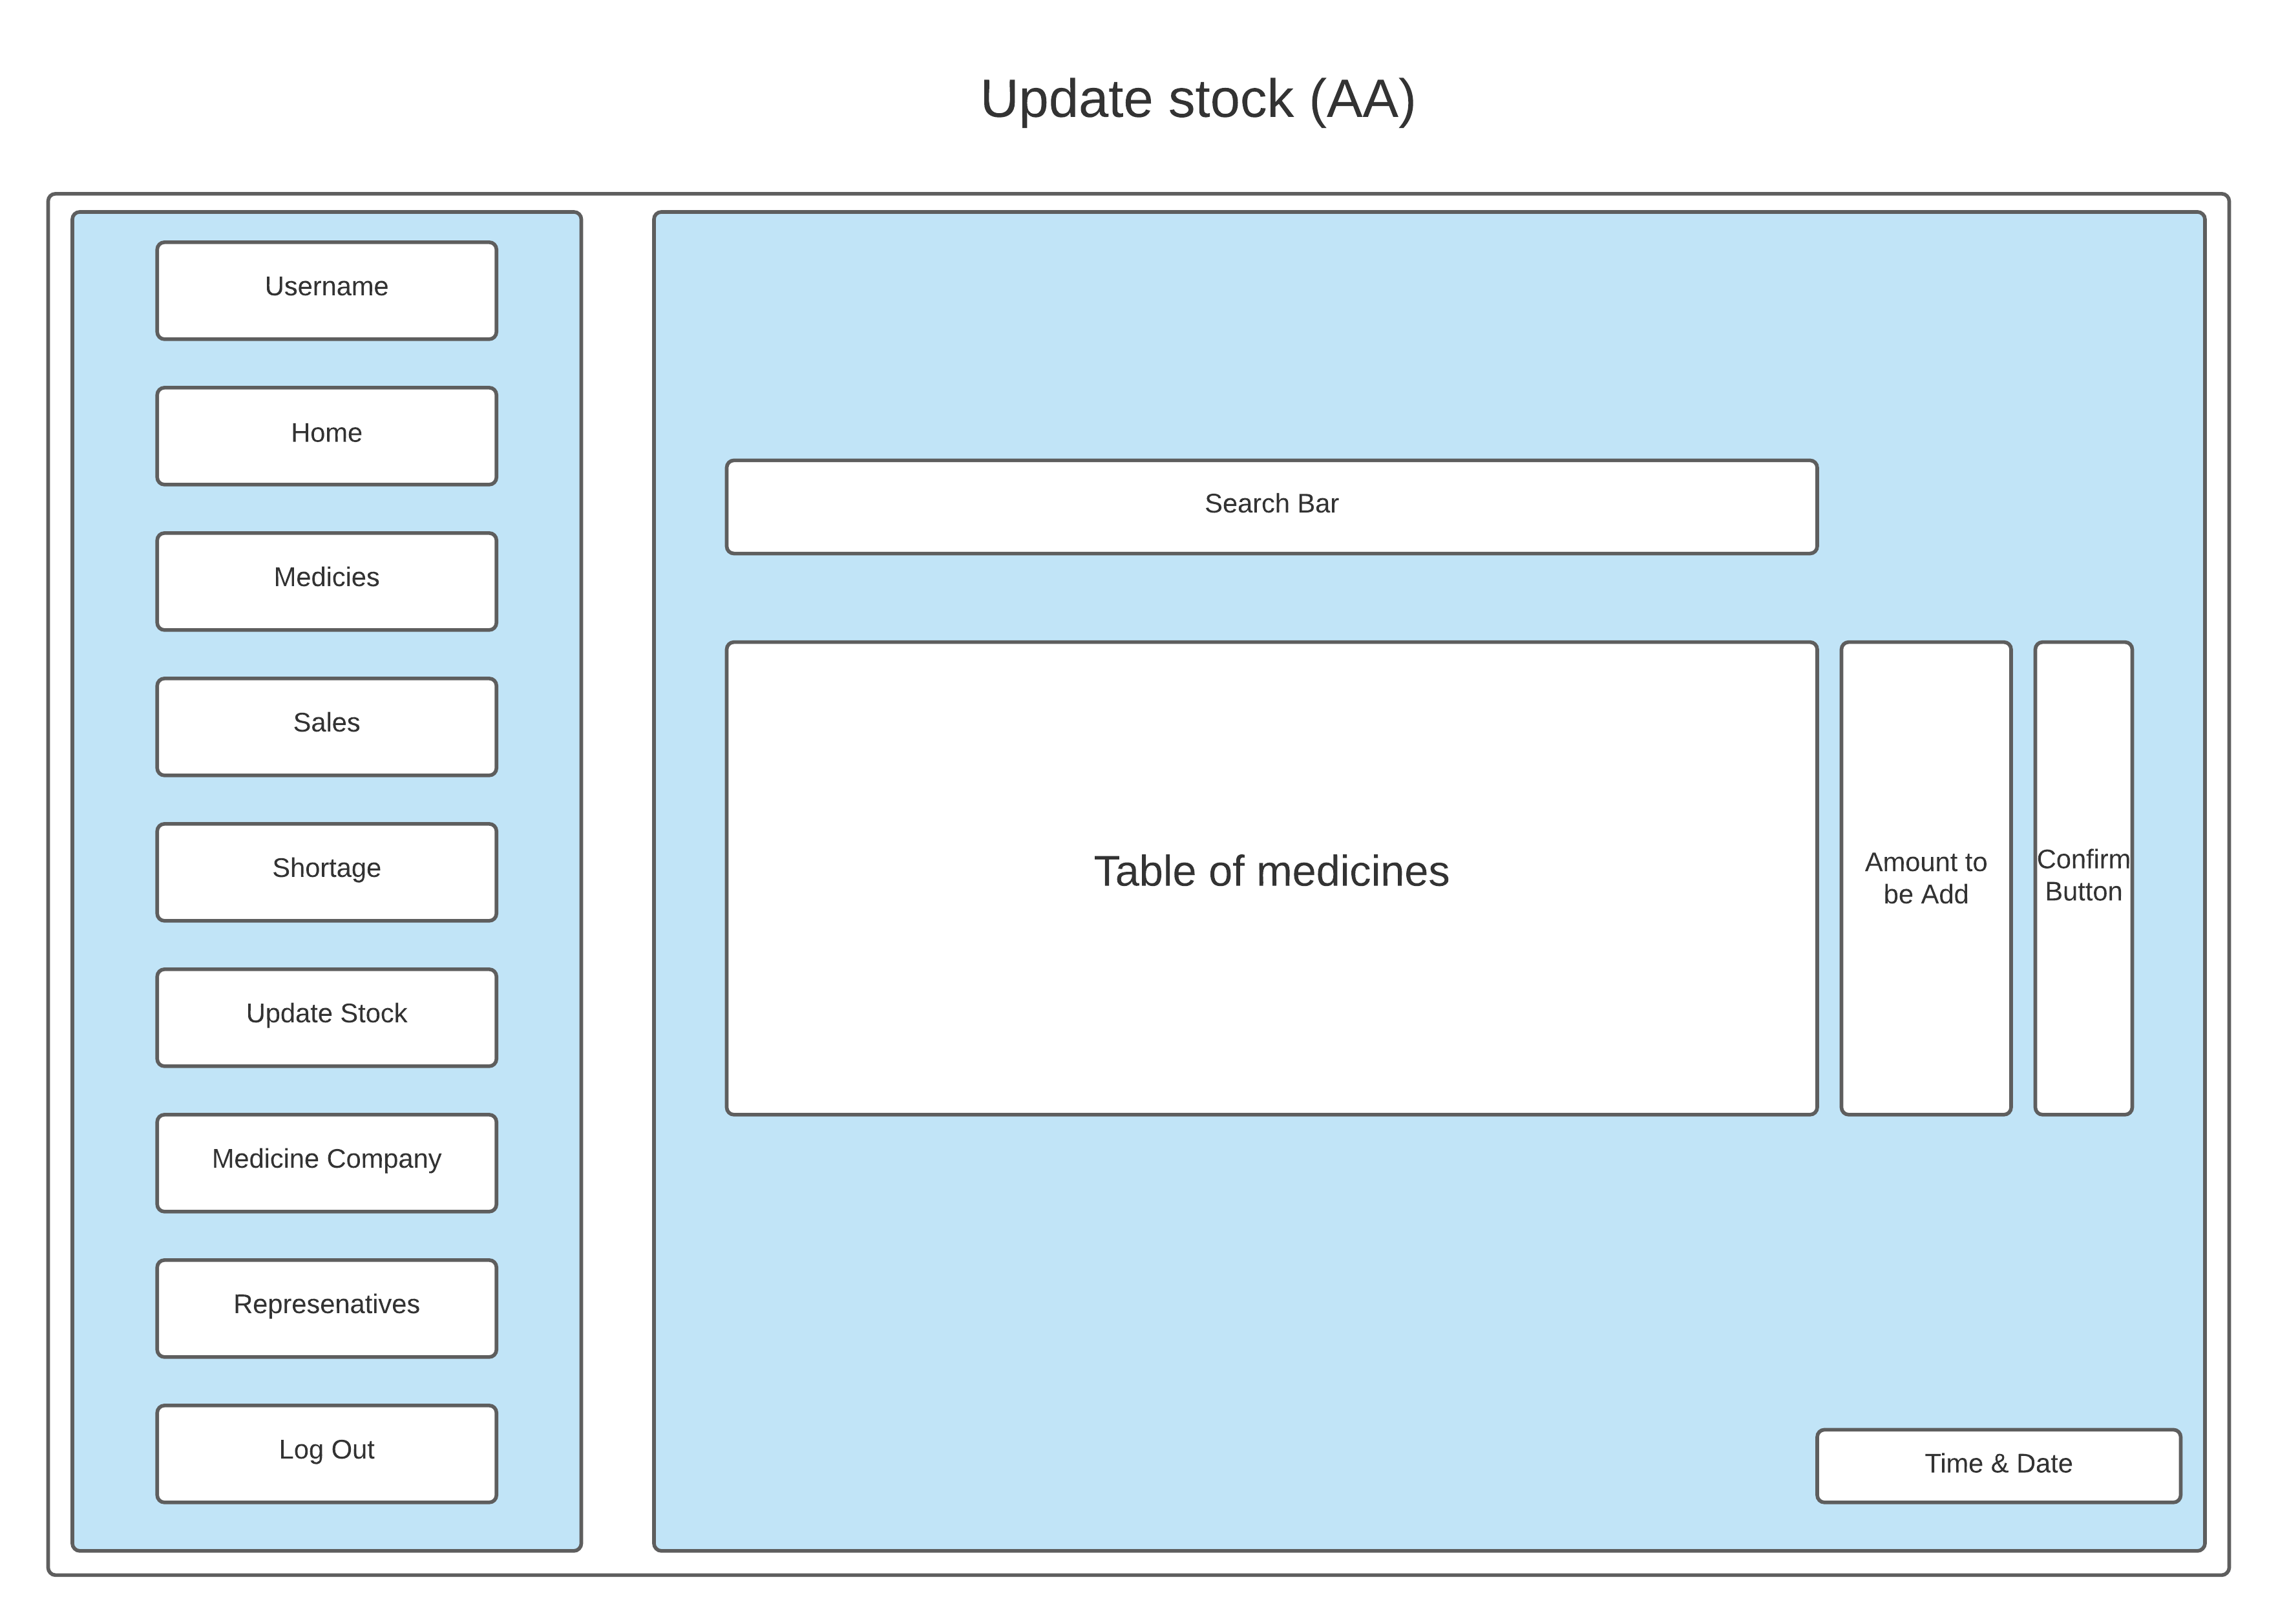 Update stock (AA)
Username
Home
Medicies
Sales
Shortage
Update Stock
Medicine Company
Represenatives
Log Out
Search Bar
Table of medicines
Amount to
be Add
Confirm
Button
Time & Date